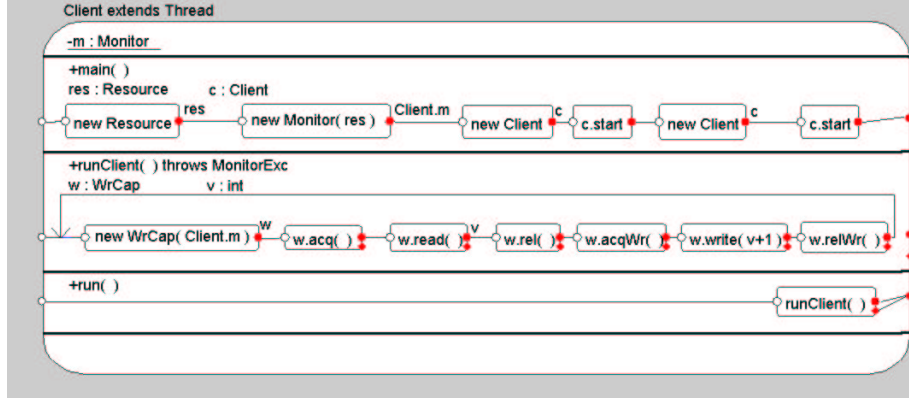 Client extends Thread
-m : Monitor
+main( )
res : Resource c : Client
new Resource res new Monitor( res ) Client.m new Client c c.start new Client c c.start
+runClient( ) throws MonitorExc
w : WrCap v : int
new WrCap( Client.m ) w w.acq( ) w.read( ) v w.rel( ) w.acqWr( ) w.write( v+1 ) w.relWr( )
+run( )
runClient( )